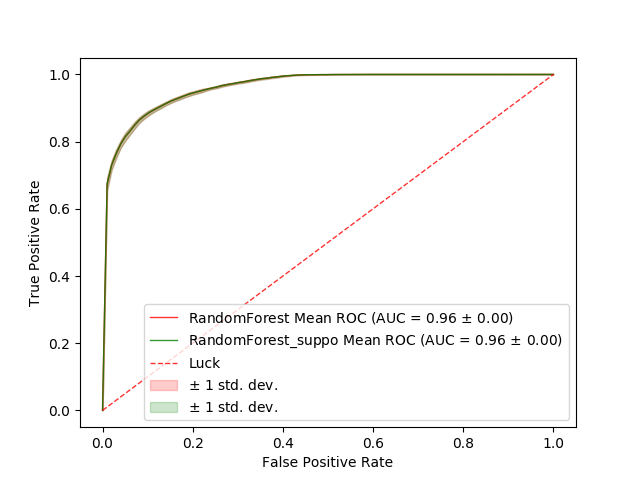 True Positive Rate
1.0
0.8
0.6
0.4
0.2
0.0
RandomForest Mean ROC (AUC = 0.96 ± 0.00)
RandomForest_suppo Mean ROC (AUC = 0.96 ± 0.00)
Luck
± 1 std. dev.
± 1 std. dev.
0.0 0.2 0.4 0.6 0.8 1.0
False Positive Rate